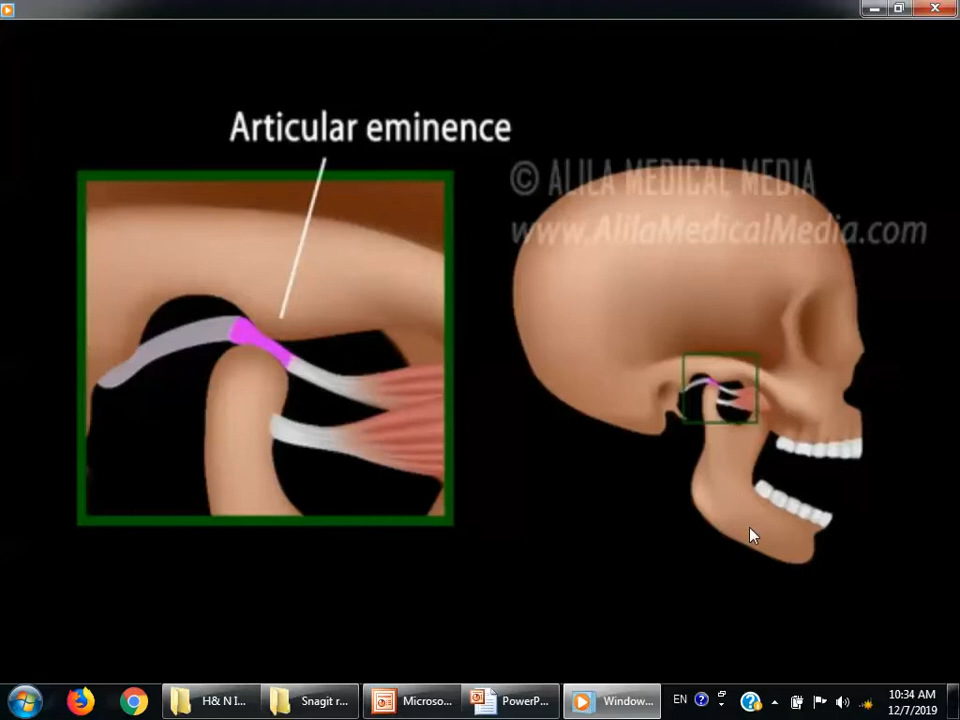 Articular eminence
© ALILA MEDICAL MEDIA
www.AlilaMedicalMedia.com
H& N I...
Snagit r...
Microso...
PowerP...
Window...
EN
10:34 AM
12/7/2019